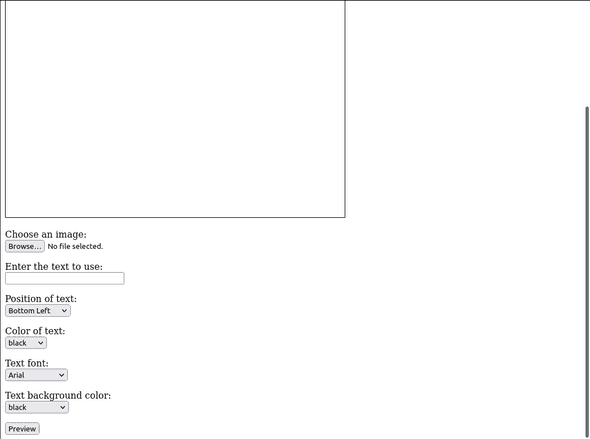 Choose an image:
Browse... No file selected.
Enter the text to use:
Position of text:
Bottom Left
Color of text:
black
Text font:
Arial
Text background color:
black
Preview